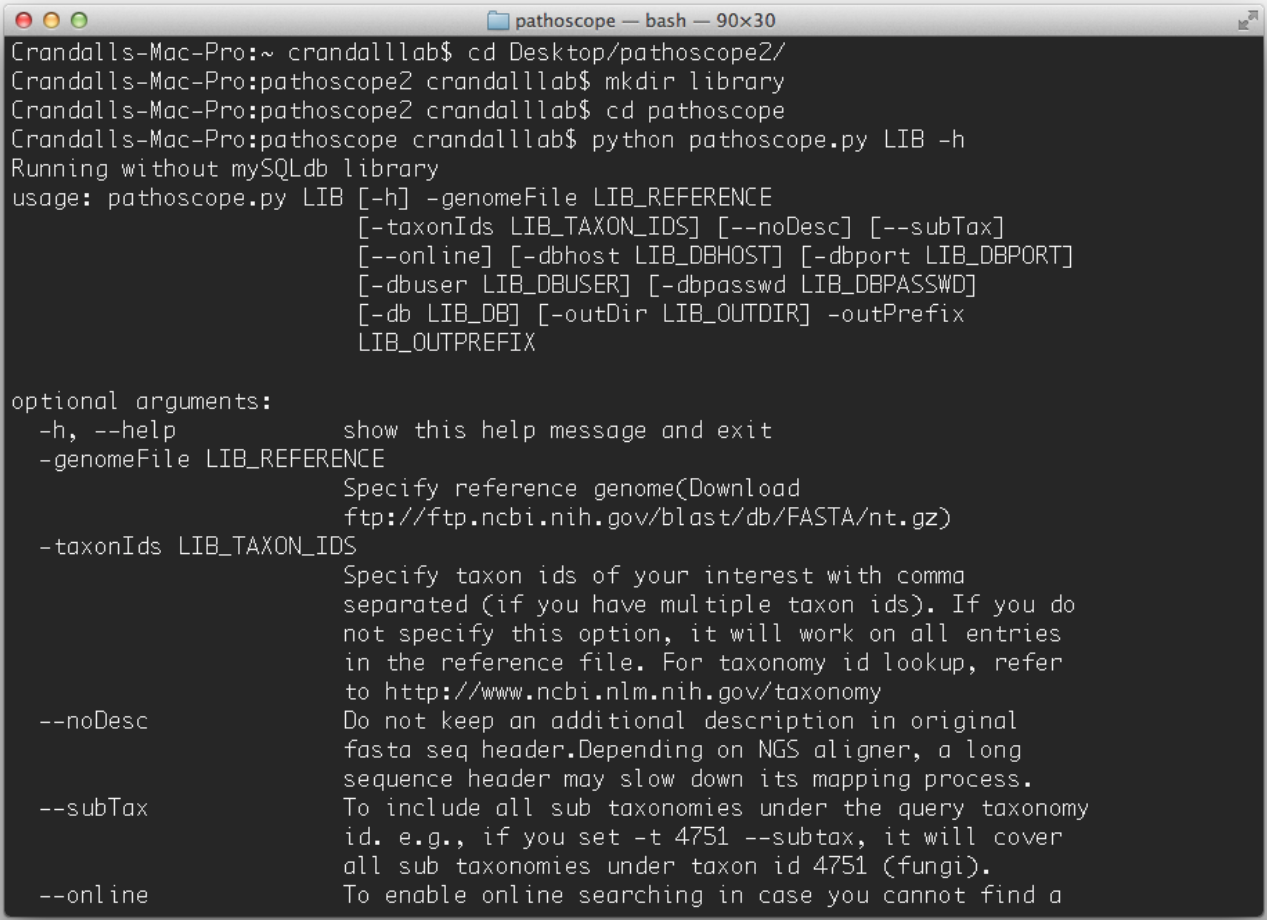 pathoscope — bash — 90×30
Crandalls-Mac-Pro:~ crandalllab$ cd Desktop/pathoscope2/
Crandalls-Mac-Pro:pathoscope2 crandalllab$ mkdir library
Crandalls-Mac-Pro:pathoscope2 crandalllab$ cd pathoscope
Crandalls-Mac-Pro:pathoscope crandalllab$ python pathoscope.py LIB -h
Running without mySQLdb library
usage: pathoscope.py LIB [-h] -genomeFile LIB_REFERENCE
                         [-taxonIds LIB_TAXON_IDS] [--noDesc] [--subTax]
                         [--online] [-dbhost LIB_DBHOST] [-dbport LIB_DBPORT]
                         [-dbuser LIB_DBUSER] [-dbpasswd LIB_DBPASSWD]
                         [-db LIB_DB] [-outDir LIB_OUTDIR] -outPrefix
                         LIB_OUTPREFIX

optional arguments:
  -h, --help            show this help message and exit
  -genomeFile LIB_REFERENCE
                        Specify reference genome(Download
                        ftp://ftp.ncbi.nih.gov/blast/db/FASTA/nt.gz)
  -taxonIds LIB_TAXON_IDS
                        Specify taxon ids of your interest with comma
                        separated (if you have multiple taxon ids). If you do
                        not specify this option, it will work on all entries
                        in the reference file. For taxonomy id lookup, refer
                        to http://www.ncbi.nlm.nih.gov/taxonomy
  --noDesc              Do not keep an additional description in original
                        fasta seq header.Depending on NGS aligner, a long
                        sequence header may slow down its mapping process.
  --subTax              To include all sub taxonomies under the query taxonomy
                        id. e.g., if you set -t 4751 --subtax, it will cover
                        all sub taxonomies under taxon id 4751 (fungi).
  --online              To enable online searching in case you cannot find a